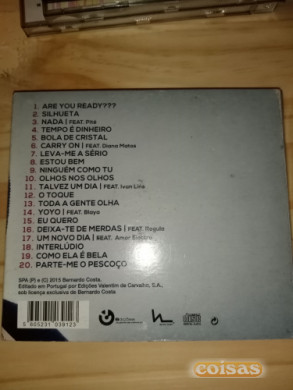 1. ARE YOU READY???
2. SILHUETA
3. NADA | FEAT. Pité
4. TEMPO É DINHEIRO
5. BOLA DE CRISTAL
6. CARRY ON | FEAT. Diana Matos
7. LEVA-ME A SÉRIO
8. ESTOU BEM
9. NINGUÉM COMO TU
10. OLHOS NOS OLHOS
11. TALVEZ UM DIA | FEAT. Ivan Lins
12. O TOQUE
13. TODA A GENTE OLHA
14. YOYO | FEAT. Blaya
15. EU QUERO
16. DEIXA-TE DE MERDAS | FEAT. Regula
17. UM NOVO DIA | FEAT. Amor
18. INTERLÚDIO
19. COMO ELA É BELA
20. PARTE-ME O PESCOÇO
SPA (P) e (C) 2013 Bernardo Costa.
Editado em Portugal por Edições Valentim de Carvalho, S.A.,
sob licença exclusiva de Bernardo Costa
coisas